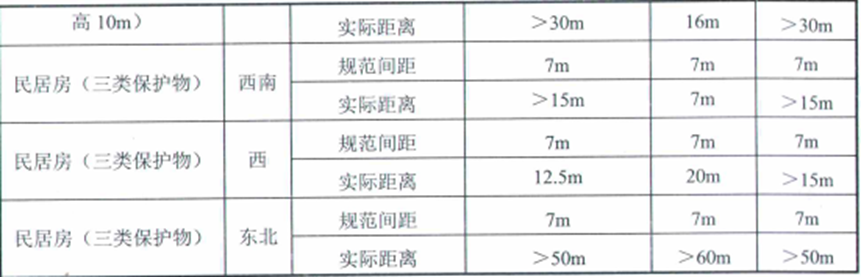 高 10m） 实际距离 ＞30m 16m ＞30m
民居房（三类保护物） 西南 规范间距 7m 7m 7m
实际距离 ＞15m 7m ＞15m
民居房（三类保护物） 西 规范间距 7m 7m 7m
实际距离 12.5m 20m ＞15m
民居房（三类保护物） 东北 规范间距 7m 7m 7m
实际距离 ＞50m ＞60m ＞50m